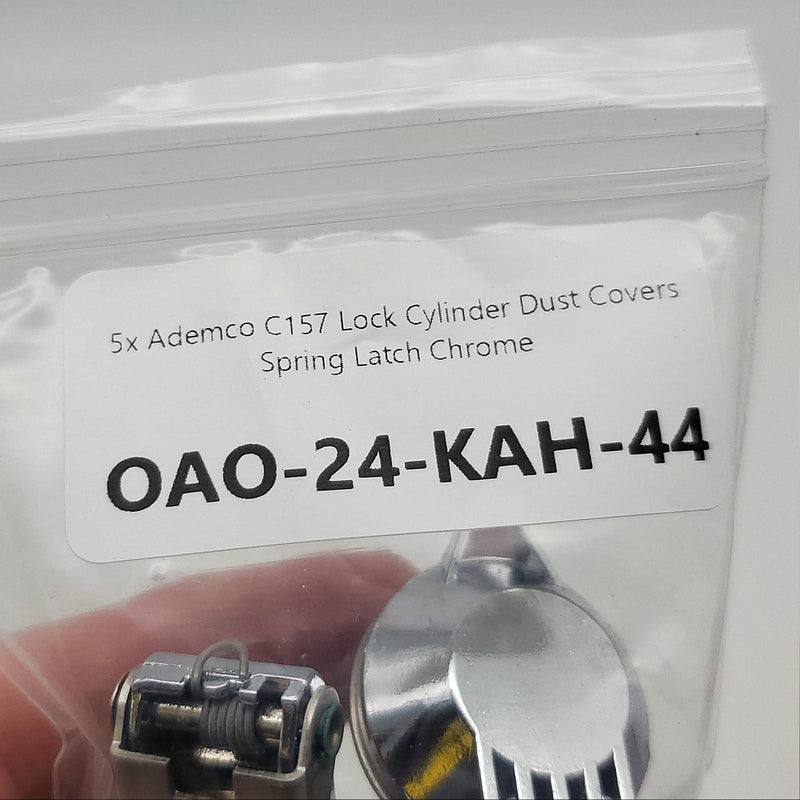 5x Ademco C157 Lock Cylinder Dust Covers
Spring Latch Chrome
OAO-24-KAH-44